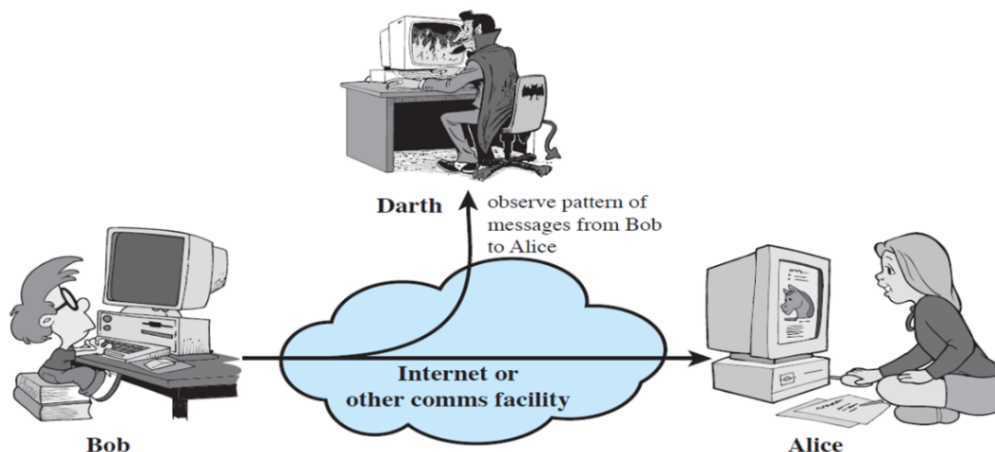 Darth
observe pattern of
messages from Bob
to Alice
Internet or
other comms facility
Bob
Alice